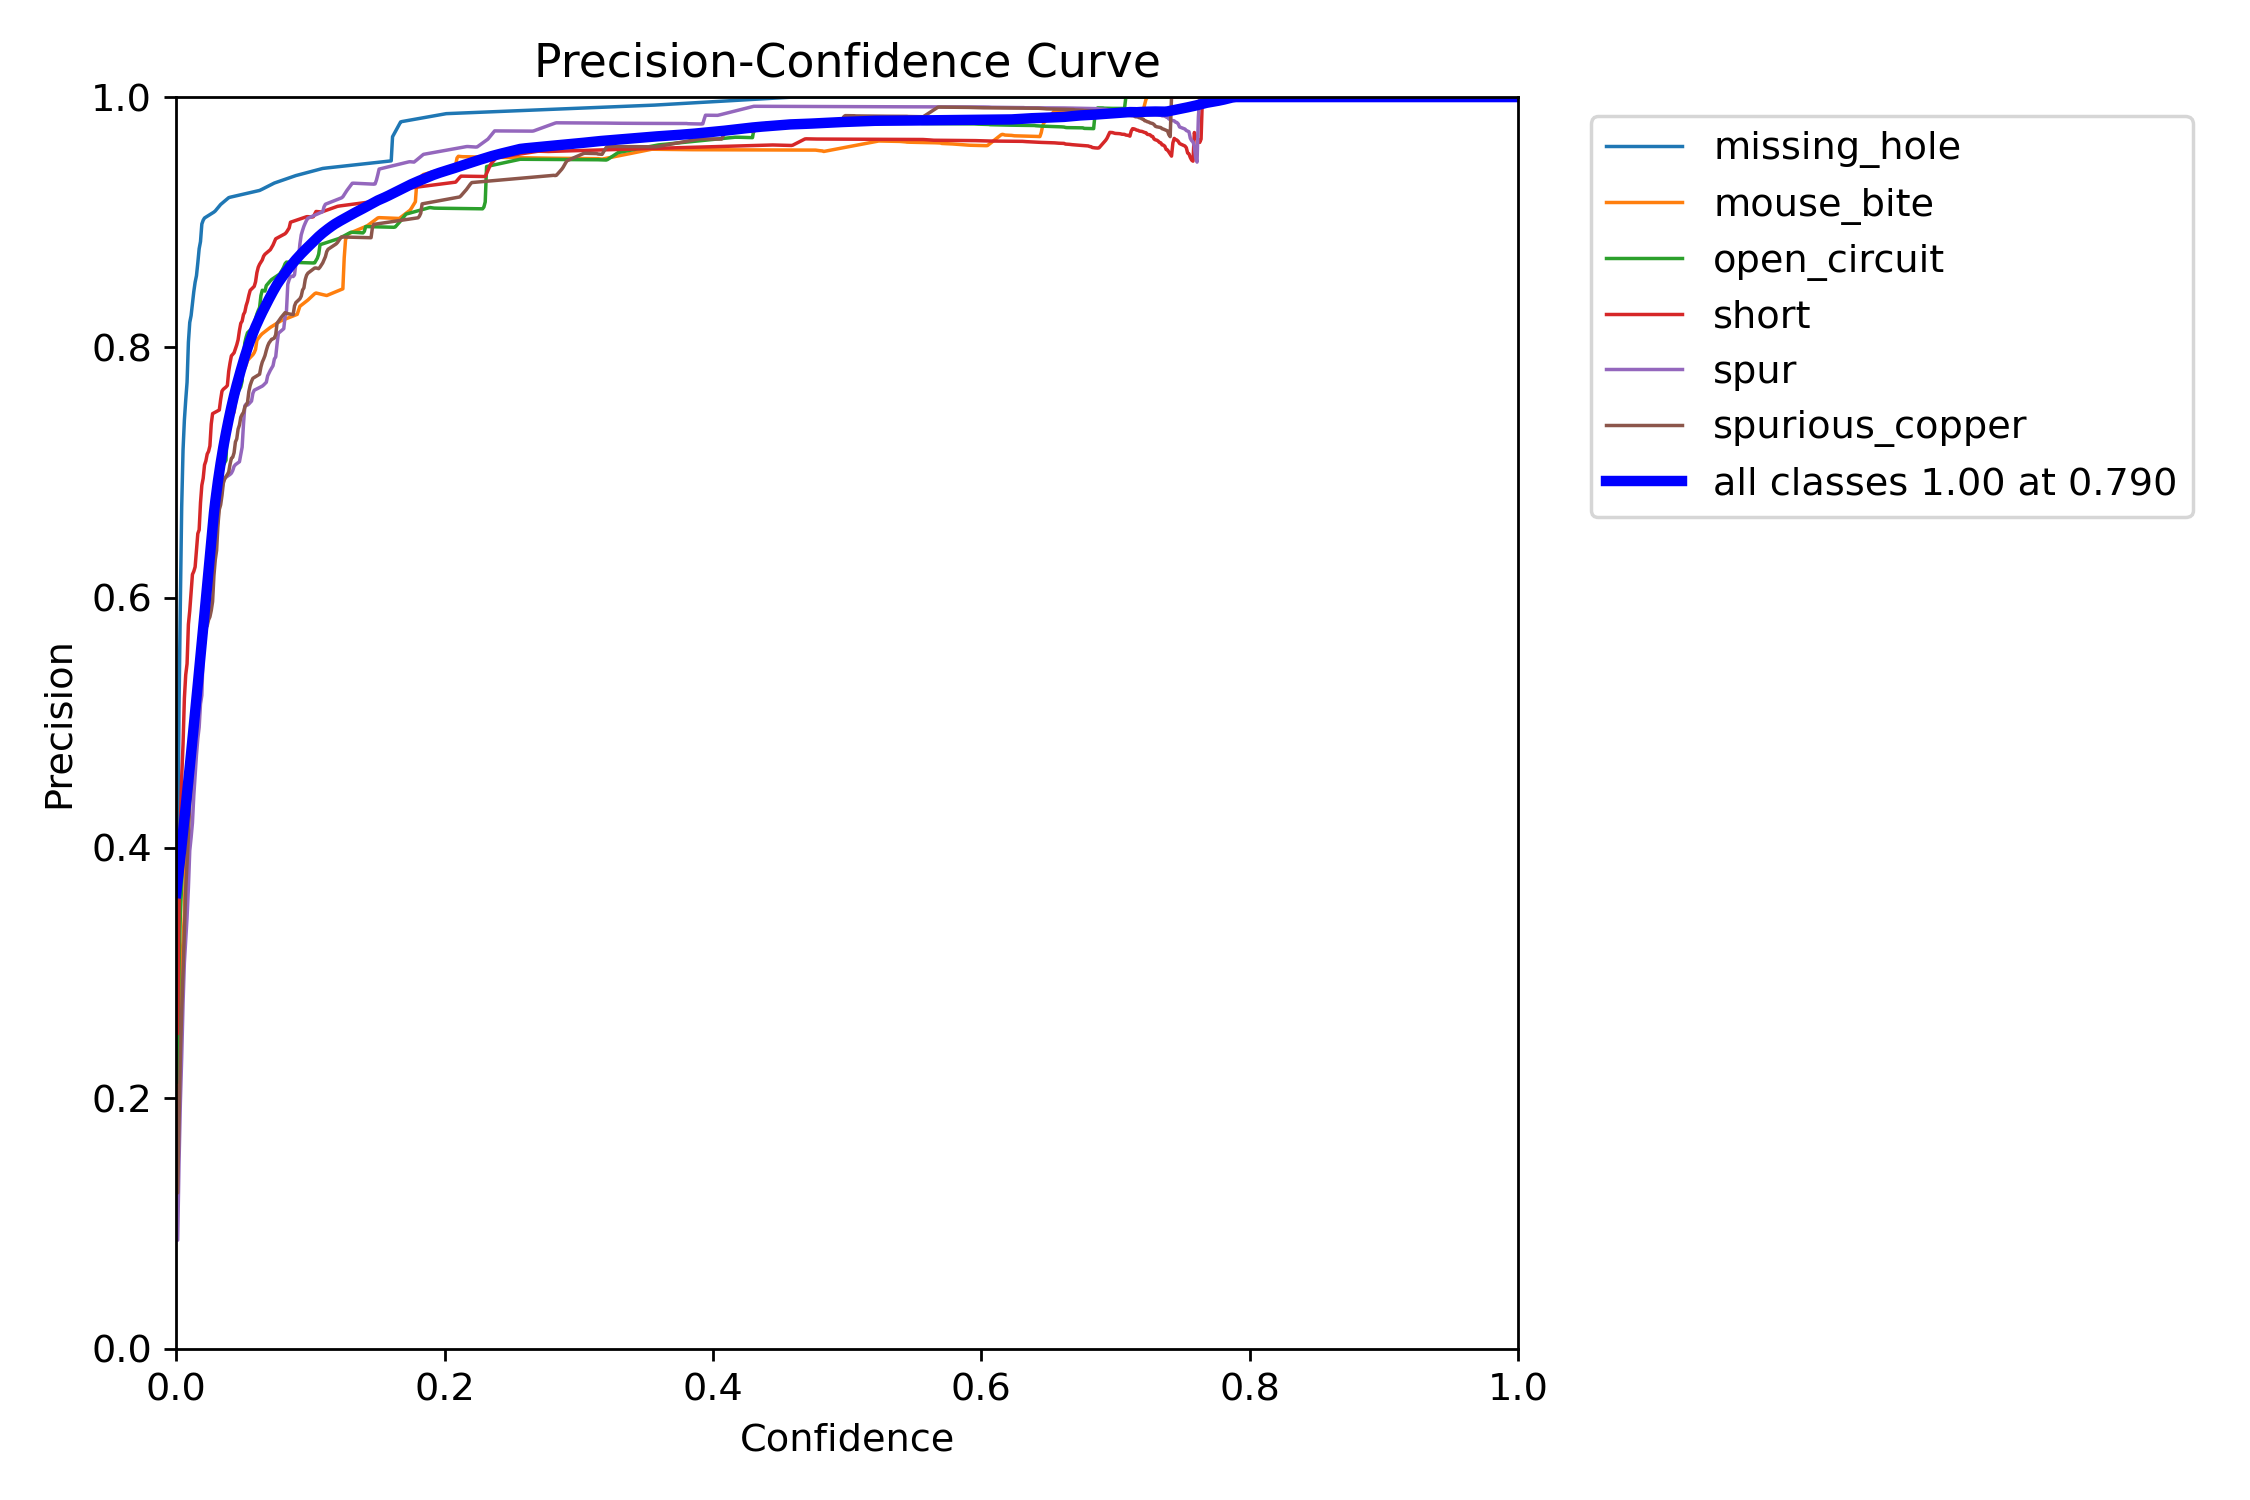 Precision-Confidence Curve
1.0
0.8
0.6
0.4
0.2
0.0
Precision
0.0 0.2 0.4 0.6 0.8 1.0
Confidence
missing_hole
mouse_bite
open_circuit
short
spur
spurious_copper
all classes 1.00 at 0.790